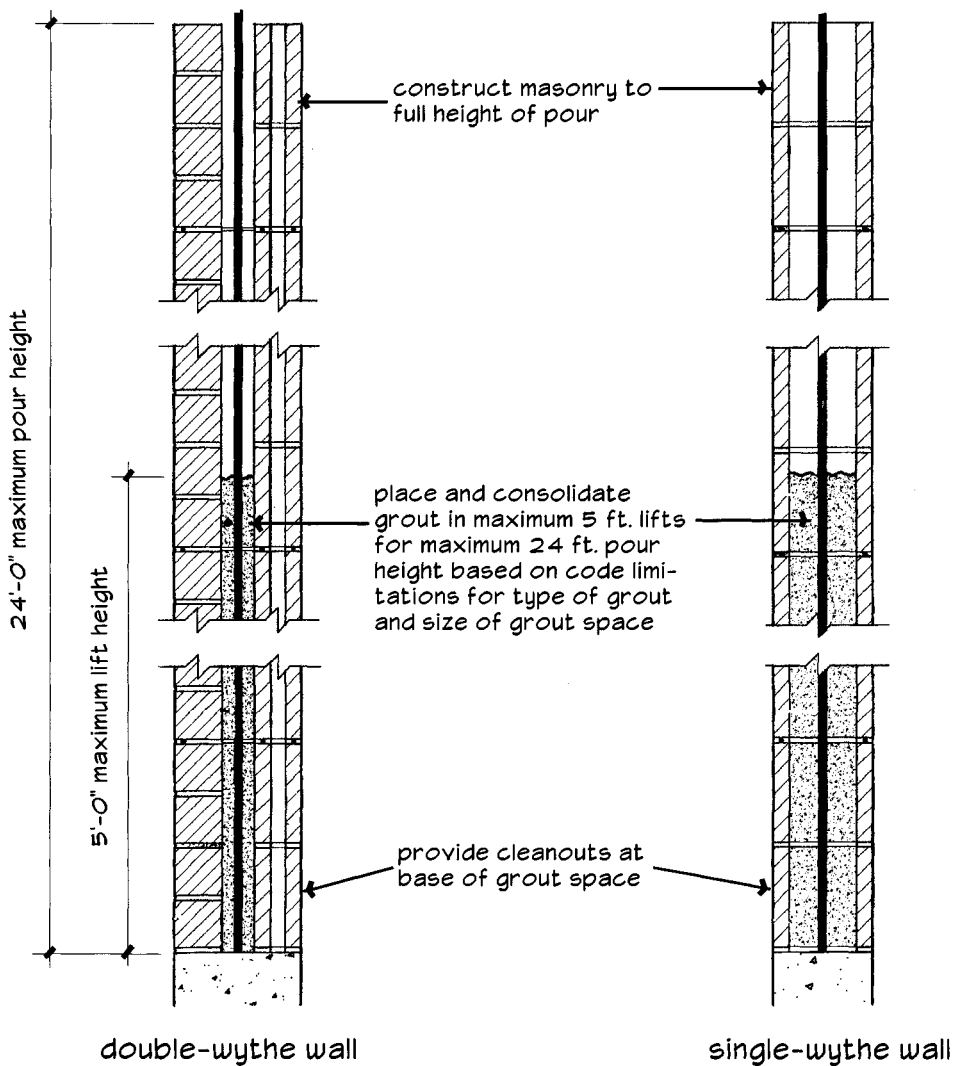 construct masonry to
full height of pour
24'-0" maximum pour height
5'-0" maximum lift height
place and consolidate
grout in maximum 5 ft. lifts
for maximum 24 ft. pour
height based on code limi-
tations for type of grout
and size of grout space
provide cleanouts at
base of grout space
double-wythe wall
single-wythe wall